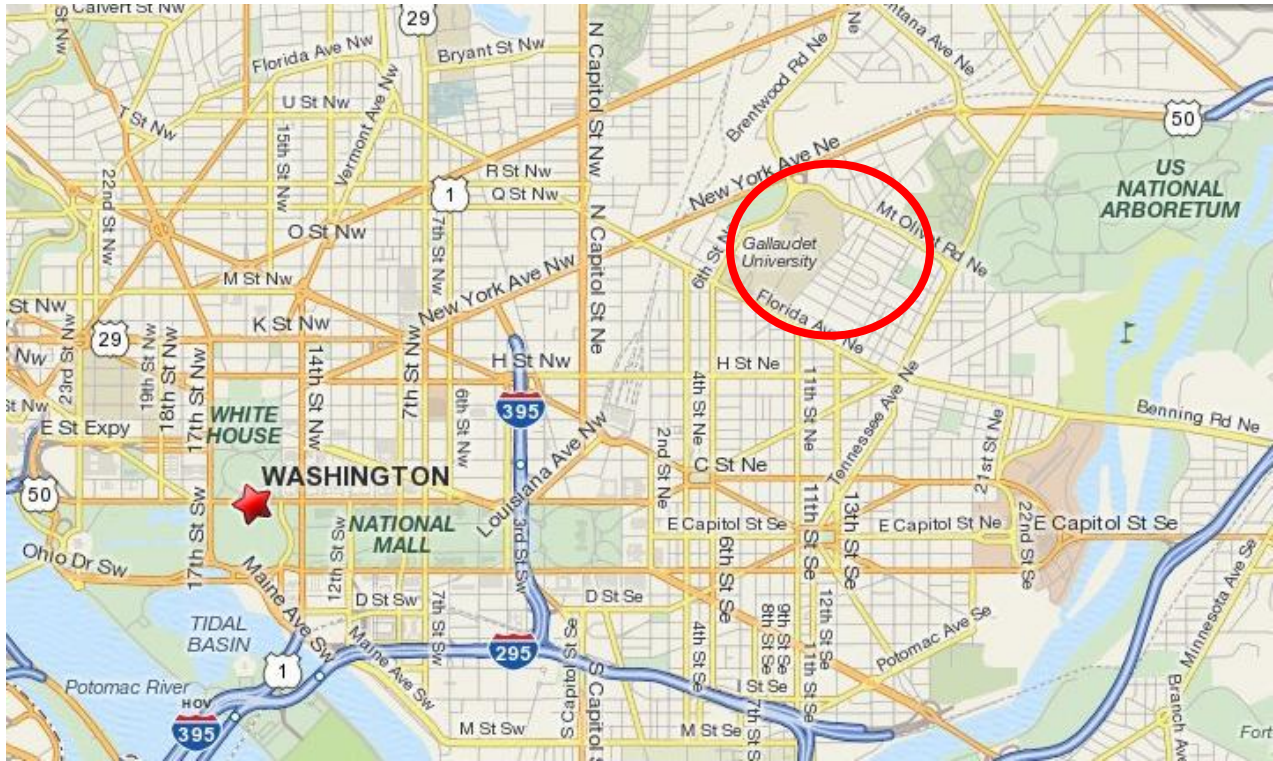 Calvert St Nw
29
Montana Ave Ne
Florida Ave Nw
Bryant St Nw
N Capitol St Nw
Brentwood Rd Ne
U St Nw
T St Nw
15th St Nw
Vermont Ave Nw
50
US
NATIONAL
ARBORETUM
22nd St Nw
R St Nw
1
Q St Nw
New York Ave Ne
O St Nw
7th St Nw
N Capitol St Ne
Mt Olivet Rd Ne
6th St N
Gallaudet
University
M St Nw
New York Ave Nw
Florida Ave Ne
St Nw
K St Nw
29
Nw
23rd St Nw
19th St Nw
18th St Nw
17th St Nw
14th St Nw
7th St Nw
H St Nw
H St Ne
6th St Nw
395
4th St Ne
11th St Ne
Tennessee Ave Ne
Benning Rd Ne
St Nw
E St Expy
WHITE
HOUSE
Louisiana Ave Nw
2nd St Ne
C St Ne
21st St Ne
WASHINGTON
50
17th St Sw
NATIONAL
MALL
12th St Sw
3rd St Sw
E Capitol St Se
11th St Se
13th St Se
E Capitol St Ne
22nd St Se
E Capitol St Se
Ohio Dr Sw
Maine Ave Sw
6th St Se
D St Sw
7th St Sw
D St Se
8th St Se
9th St Se
12th St Se
11th St Se
Potomac Ave Se
Minnesota Ave Se
TIDAL
BASIN
1
Maine Ave Sw
295
S Capitol St Se
S Capitol
4th St Se
I St Se
7th St Se
Potomac River
HOV
395
M St Sw
M St Se
Branch Av
Fort